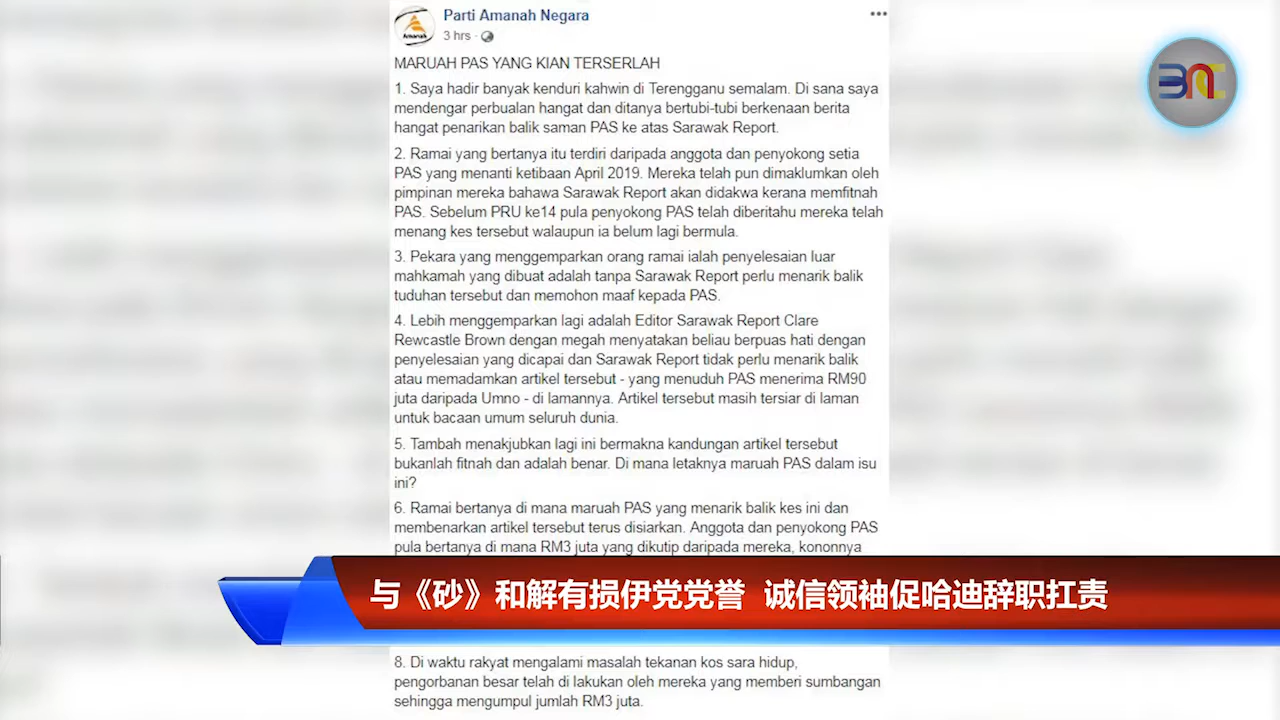 Parti Amanah Negara
3 hrs ·
Amanah
BNC
MARUAH PAS YANG KIAN TERSERLAH
1. Saya hadir banyak kenduri kahwin di Terengganu semalam. Di sana saya
mendengar perbualan hangat dan ditanya bertubi-tubi berkenaan berita
hangat penarikan balik saman PAS ke atas Sarawak Report.
2. Ramai yang bertanya itu terdiri daripada anggota dan penyokong setia
PAS yang menanti ketibaan April 2019. Mereka telah pun dimaklumkan oleh
pimpinan mereka bahawa Sarawak Report akan didakwa kerana memfitnah
PAS. Sebelum PRU ke14 pula penyokong PAS telah diberitahu mereka telah
menang kes tersebut walaupun ia belum lagi bermula.
3. Pekara yang menggemparkan orang ramai ialah penyelesaian luar
mahkamah yang dibuat adalah tanpa Sarawak Report perlu menarik balik
tuduhan tersebut dan memohon maaf kepada PAS.
4. Lebih menggemparkan lagi adalah Editor Sarawak Report Clare
Rewcastle Brown dengan megah menyatakan beliau berpuas hati dengan
penyelesaian yang dicapai dan Sarawak Report tidak perlu menarik balik
atau memadamkan artikel tersebut - yang menuduh PAS menerima RM90
juta daripada Umno - di lamannya. Artikel tersebut masih tersiar di laman
untuk bacaan umum seluruh dunia.
5. Tambah menakjubkan lagi ini bermakna kandungan artikel tersebut
bukanlah fitnah dan adalah benar. Di mana letaknya maruah PAS dalam isu
ini?
6. Ramai bertanya di mana maruah PAS yang menarik balik kes ini dan
membenarkan artikel tersebut terus disiarkan. Anggota dan penyokong PAS
pula bertanya di mana RM3 juta yang dikutip daripada mereka, kononnya
与《砂》和解有损伊党党誉 诚信领袖促哈迪辞职扛责
8. Di waktu rakyat mengalami masalah tekanan kos sara hidup,
pengorbanan besar telah di lakukan oleh mereka yang memberi sumbangan
sehingga mengumpul jumlah RM3 juta.